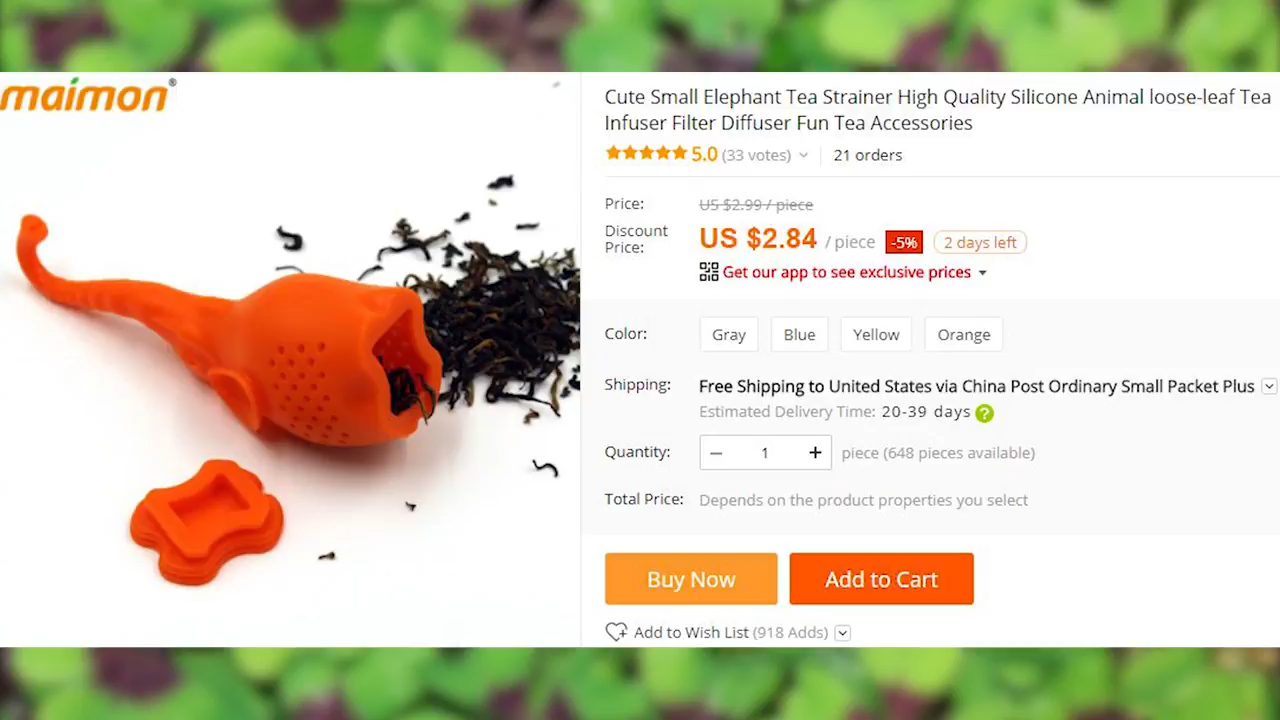 maimon®
Cute Small Elephant Tea Strainer High Quality Silicone Animal loose-leaf Tea
Infuser Filter Diffuser Fun Tea Accessories
5.0 (33 votes) 21 orders
Price: US $2.99 / piece
Discount Price: US $2.84 / piece -5% 2 days left
Get our app to see exclusive prices
Color: Gray Blue Yellow Orange
Shipping: Free Shipping to United States via China Post Ordinary Small Packet Plus
Estimated Delivery Time: 20-39 days ?
Quantity: − 1 + piece (648 pieces available)
Total Price: Depends on the product properties you select
Buy Now Add to Cart
Add to Wish List (918 Adds)